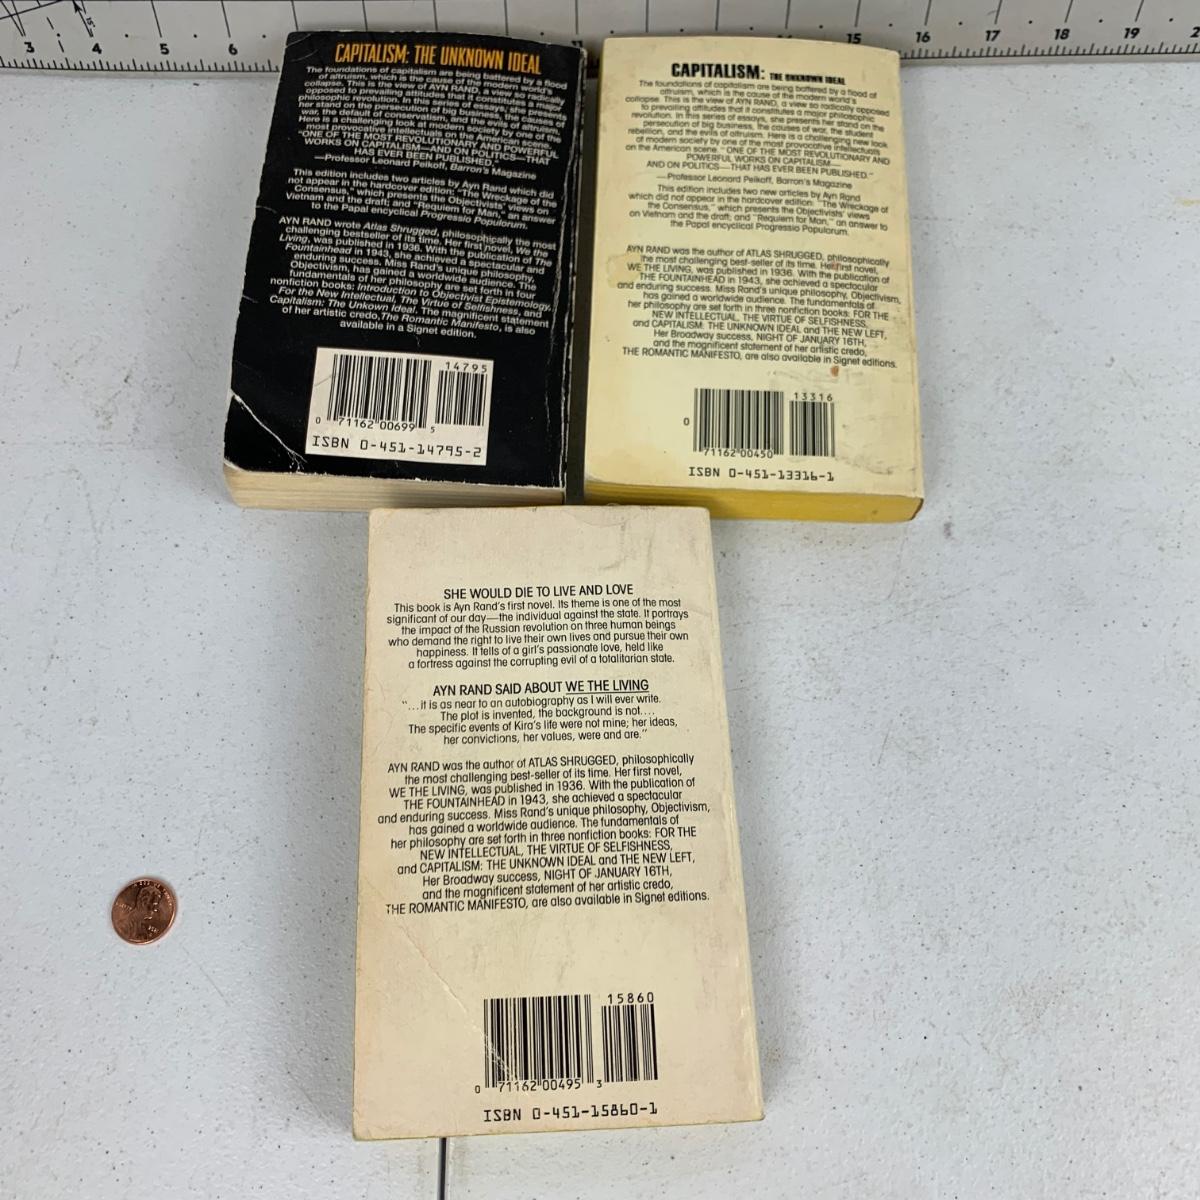 3 4 5 6 11 15 16 17 18 19
15°
CAPITALISM: THE UNKNOWN IDEAL
The foundations of capitalism are being battered by a flood
of altruism, which is the cause of the modern world's
collapse. This is the view of AYN RAND, a view so radically
opposed to prevailing attitudes that it constitutes a major
philosophic revolution. In this series of essays, she presents
her stand on the persecution of big business, the causes of
war, the default of conservatism, and the evils of altruism.
Here is a challenging look at modern society by one of the
most provocative intellectuals on the American scene.
"ONE OF THE MOST REVOLUTIONARY AND POWERFUL
WORKS ON CAPITALISM—AND ON POLITICS—THAT
HAS EVER BEEN PUBLISHED."
—Professor Leonard Peikoff, Barron's Magazine
This edition includes two articles by Ayn Rand which did
not appear in the hardcover edition: "The Wreckage of the
Consensus," which presents the Objectivists' views on
Vietnam and the draft; and "Requiem for Man," an answer
to the Papal encyclical Progressio Populorum.
AYN RAND wrote Atlas Shrugged, philosophically the most
challenging bestseller of its time. Her first novel, We the
Living, was published in 1936. With the publication of The
Fountainhead in 1943, she achieved a spectacular and
enduring success. Miss Rand's unique philosophy,
Objectivism, has gained a worldwide audience. The
fundamentals of her philosophy are set forth in four
nonfiction books: Introduction to Objectivist Epistemology,
For the New Intellectual, The Virtue of Selfishness, and
Capitalism: The Unkown Ideal. The magnificent statement
of her artistic credo,The Romantic Manifesto, is also
available in a Signet edition.
14795
0 71162 00699 5
ISBN 0-451-14795-2
CAPITALISM: THE UNKNOWN IDEAL
The foundations of capitalism are being battered by a flood of
altruism, which is the cause of the modern world's
collapse. This is the view of AYN RAND, a view so radically opposed
to prevailing attitudes that it constitutes a major philosophic
revolution. In this series of essays, she presents her stand on the
persecution of big business, the causes of war, the student
rebellion, and the evils of altruism. Here is a challenging new look
at modern society by one of the most provocative intellectuals
on the American scene. "ONE OF THE MOST REVOLUTIONARY AND
POWERFUL WORKS ON CAPITALISM—
AND ON POLITICS—THAT HAS EVER BEEN PUBLISHED."
—Professor Leonard Peikoff, Barron's Magazine
This edition includes two new articles by Ayn Rand
which did not appear in the hardcover edition: "The Wreckage of
the Consensus," which presents the Objectivists' views
on Vietnam and the draft; and "Requiem for Man," an answer to
the Papal encyclical Progressio Populorum.
AYN RAND was the author of ATLAS SHRUGGED, philosophically
the most challenging best-seller of its time. Her first novel,
WE THE LIVING, was published in 1936. With the publication of
THE FOUNTAINHEAD in 1943, she achieved a spectacular
and enduring success. Miss Rand's unique philosophy, Objectivism,
has gained a worldwide audience. The fundamentals of
her philosophy are set forth in three nonfiction books: FOR THE
NEW INTELLECTUAL, THE VIRTUE OF SELFISHNESS,
and CAPITALISM: THE UNKNOWN IDEAL and THE NEW LEFT,
Her Broadway success, NIGHT OF JANUARY 16TH,
and the magnificent statement of her artistic credo,
THE ROMANTIC MANIFESTO, are also available in Signet editions.
13316
0 71162 00450
ISBN 0-451-13316-1
SHE WOULD DIE TO LIVE AND LOVE
This book is Ayn Rand's first novel. Its theme is one of the most
significant of our day—the individual against the state. It portrays
the impact of the Russian revolution on three human beings
who demand the right to live their own lives and pursue their own
happiness. It tells of a girl's passionate love, held like
a fortress against the corrupting evil of a totalitarian state.
AYN RAND SAID ABOUT WE THE LIVING
"...it is as near to an autobiography as I will ever write.
The plot is invented, the background is not....
The specific events of Kira's life were not mine; her ideas,
her convictions, her values, were and are."
AYN RAND was the author of ATLAS SHRUGGED, philosophically
the most challenging best-seller of its time. Her first novel,
WE THE LIVING, was published in 1936. With the publication of
THE FOUNTAINHEAD in 1943, she achieved a spectacular
and enduring success. Miss Rand's unique philosophy, Objectivism,
has gained a worldwide audience. The fundamentals of
her philosophy are set forth in three nonfiction books: FOR THE
NEW INTELLECTUAL, THE VIRTUE OF SELFISHNESS,
and CAPITALISM: THE UNKNOWN IDEAL and THE NEW LEFT,
Her Broadway success, NIGHT OF JANUARY 16TH,
and the magnificent statement of her artistic credo,
THE ROMANTIC MANIFESTO, are also available in Signet editions.
15860
0 71162 00495 3
ISBN 0-451-15860-1